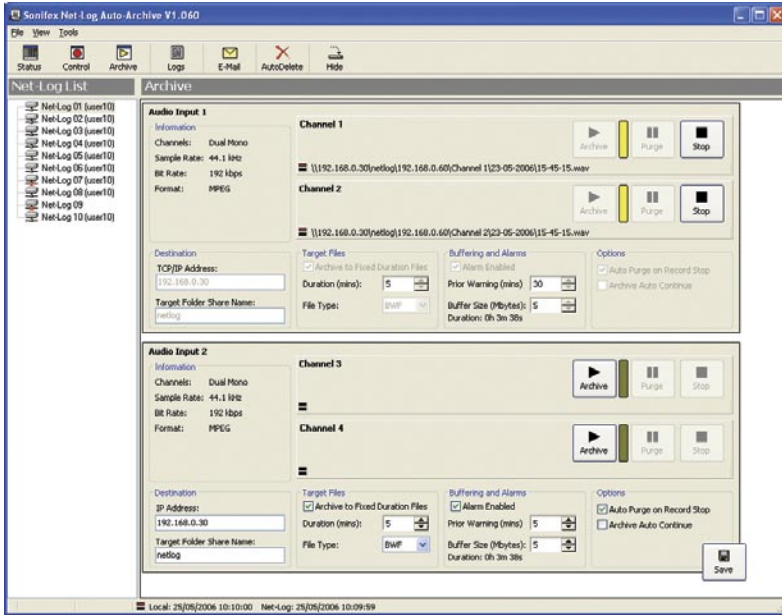 Sonifex Net-Log Auto-Archive V1.060
File View Tools
Status Control Archive Logs E-Mail AutoDelete Hide
Net-Log List
Net-Log 01 (user10)
Net-Log 02 (user10)
Net-Log 03 (user10)
Net-Log 04 (user10)
Net-Log 05 (user10)
Net-Log 06 (user10)
Net-Log 07 (user10)
Net-Log 08 (user10)
Net-Log 09
Net-Log 10 (user10)
Archive
Audio Input 1
Information
Channels: Dual Mono
Sample Rate: 44.1 kHz
Bit Rate: 192 kbps
Format: MPEG
Channel 1
Archive Purge Stop
\\192.168.0.30\netlog\192.168.0.60\Channel 1\23-05-2006\15-45-15.wav
Channel 2
Archive Purge Stop
\\192.168.0.30\netlog\192.168.0.60\Channel 2\23-05-2006\15-45-15.wav
Destination
TCP/IP Address:
192.168.0.30
Target Folder Share Name:
netlog
Target Files
Archive to Fixed Duration Files
Duration (mins): 5
File Type: BWF
Buffering and Alarms
Alarm Enabled
Prior Warning (mins) 30
Buffer Size (Mbytes): 5
Duration: 0h 3m 38s
Options
Auto Purge on Record Stop
Archive Auto Continue
Audio Input 2
Information
Channels: Dual Mono
Sample Rate: 44.1 kHz
Bit Rate: 192 kbps
Format: MPEG
Channel 3
Archive Purge Stop
Channel 4
Archive Purge Stop
Destination
IP Address:
192.168.0.30
Target Folder Share Name:
netlog
Target Files
Archive to Fixed Duration Files
Duration (mins): 5
File Type: BWF
Buffering and Alarms
Alarm Enabled
Prior Warning (mins) 5
Buffer Size (Mbytes): 5
Duration: 0h 3m 38s
Options
Auto Purge on Record Stop
Archive Auto Continue
Save
Local: 25/05/2006 10:10:00 Net-Log: 25/05/2006 10:09:59